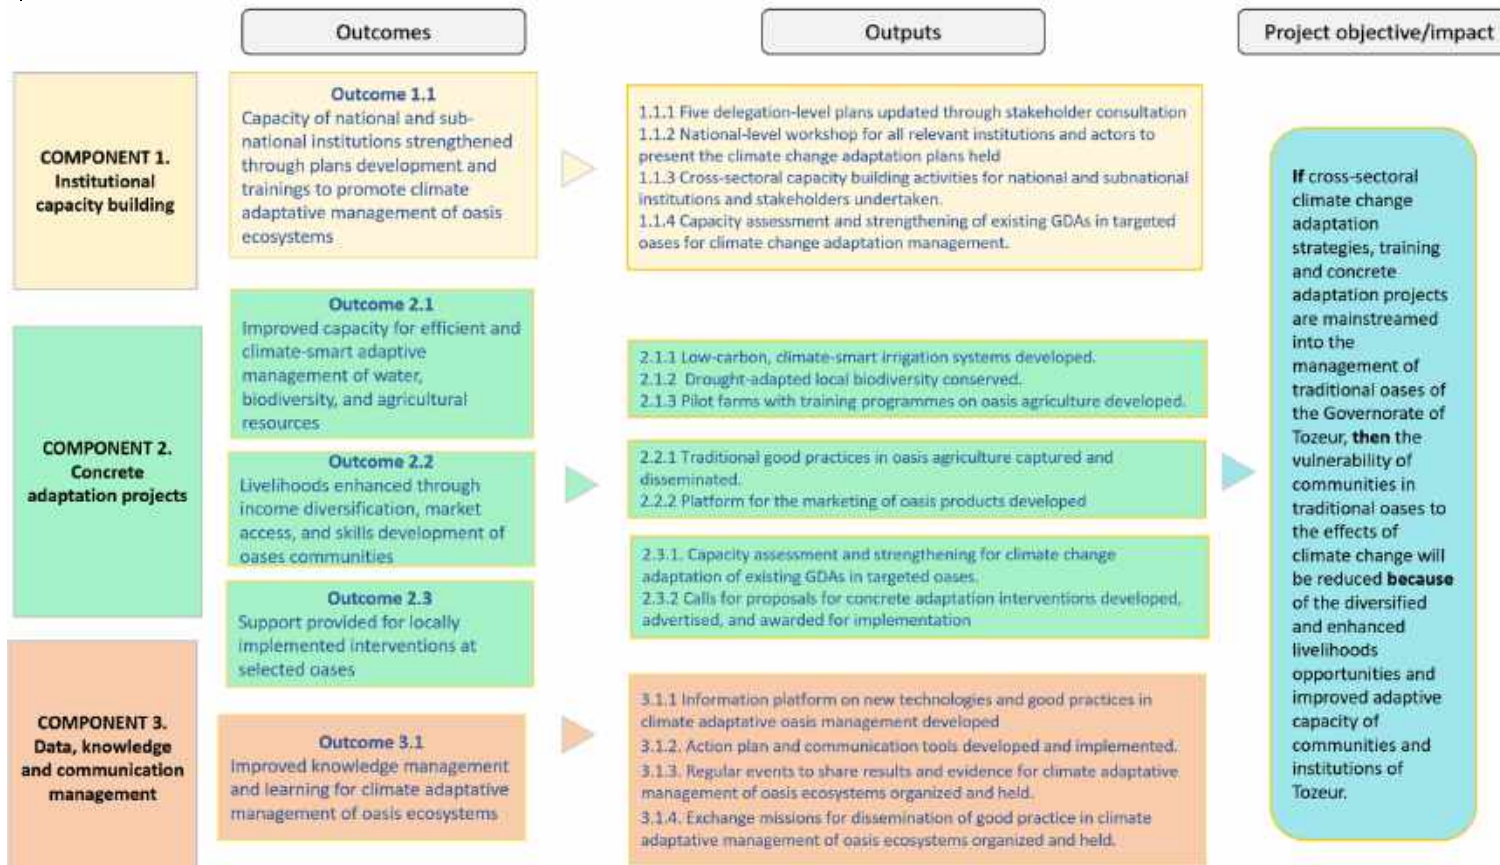 Outcomes
Outputs
Project objective/impact
COMPONENT 1.
Institutional
capacity building
Outcome 1.1
Capacity of national and sub-
national institutions strengthened
through plans development and
trainings to promote climate
adaptative management of oasis
ecosystems
1.1.1 Five delegation-level plans updated through stakeholder consultation
1.1.2 National-level workshop for all relevant institutions and actors to
present the climate change adaptation plans held
1.1.3 Cross-sectoral capacity building activities for national and subnational
institutions and stakeholders undertaken.
1.1.4 Capacity assessment and strengthening of existing GDAs in targeted
oases for climate change adaptation management.
COMPONENT 2.
Concrete
adaptation projects
Outcome 2.1
Improved capacity for efficient and
climate-smart adaptive
management of water,
biodiversity, and agricultural
resources
2.1.1 Low-carbon, climate-smart irrigation systems developed.
2.1.2 Drought-adapted local biodiversity conserved.
2.1.3 Pilot farms with training programmes on oasis agriculture developed.
Outcome 2.2
Livelihoods enhanced through
income diversification, market
access, and skills development of
oases communities
2.2.1 Traditional good practices in oasis agriculture captured and
disseminated.
2.2.2 Platform for the marketing of oasis products developed
Outcome 2.3
Support provided for locally
implemented interventions at
selected oases
2.3.1. Capacity assessment and strengthening for climate change
adaptation of existing GDAs in targeted oases.
2.3.2 Calls for proposals for concrete adaptation interventions developed,
advertised, and awarded for implementation
COMPONENT 3.
Data, knowledge
and communication
management
Outcome 3.1
Improved knowledge management
and learning for climate adaptative
management of oasis ecosystems
3.1.1 Information platform on new technologies and good practices in
climate adaptative oasis management developed
3.1.2. Action plan and communication tools developed and implemented.
3.1.3. Regular events to share results and evidence for climate adaptative
management of oasis ecosystems organized and held.
3.1.4. Exchange missions for dissemination of good practice in climate
adaptative management of oasis ecosystems organized and held.
If cross-sectoral
climate change
adaptation
strategies, training
and concrete
adaptation projects
are mainstreamed
into the
management of
traditional oases of
the Governorate of
Tozeur, then the
vulnerability of
communities in
traditional oases to
the effects of
climate change will
be reduced because
of the diversified
and enhanced
livelihoods
opportunities and
improved adaptive
capacity of
communities and
institutions of
Tozeur.